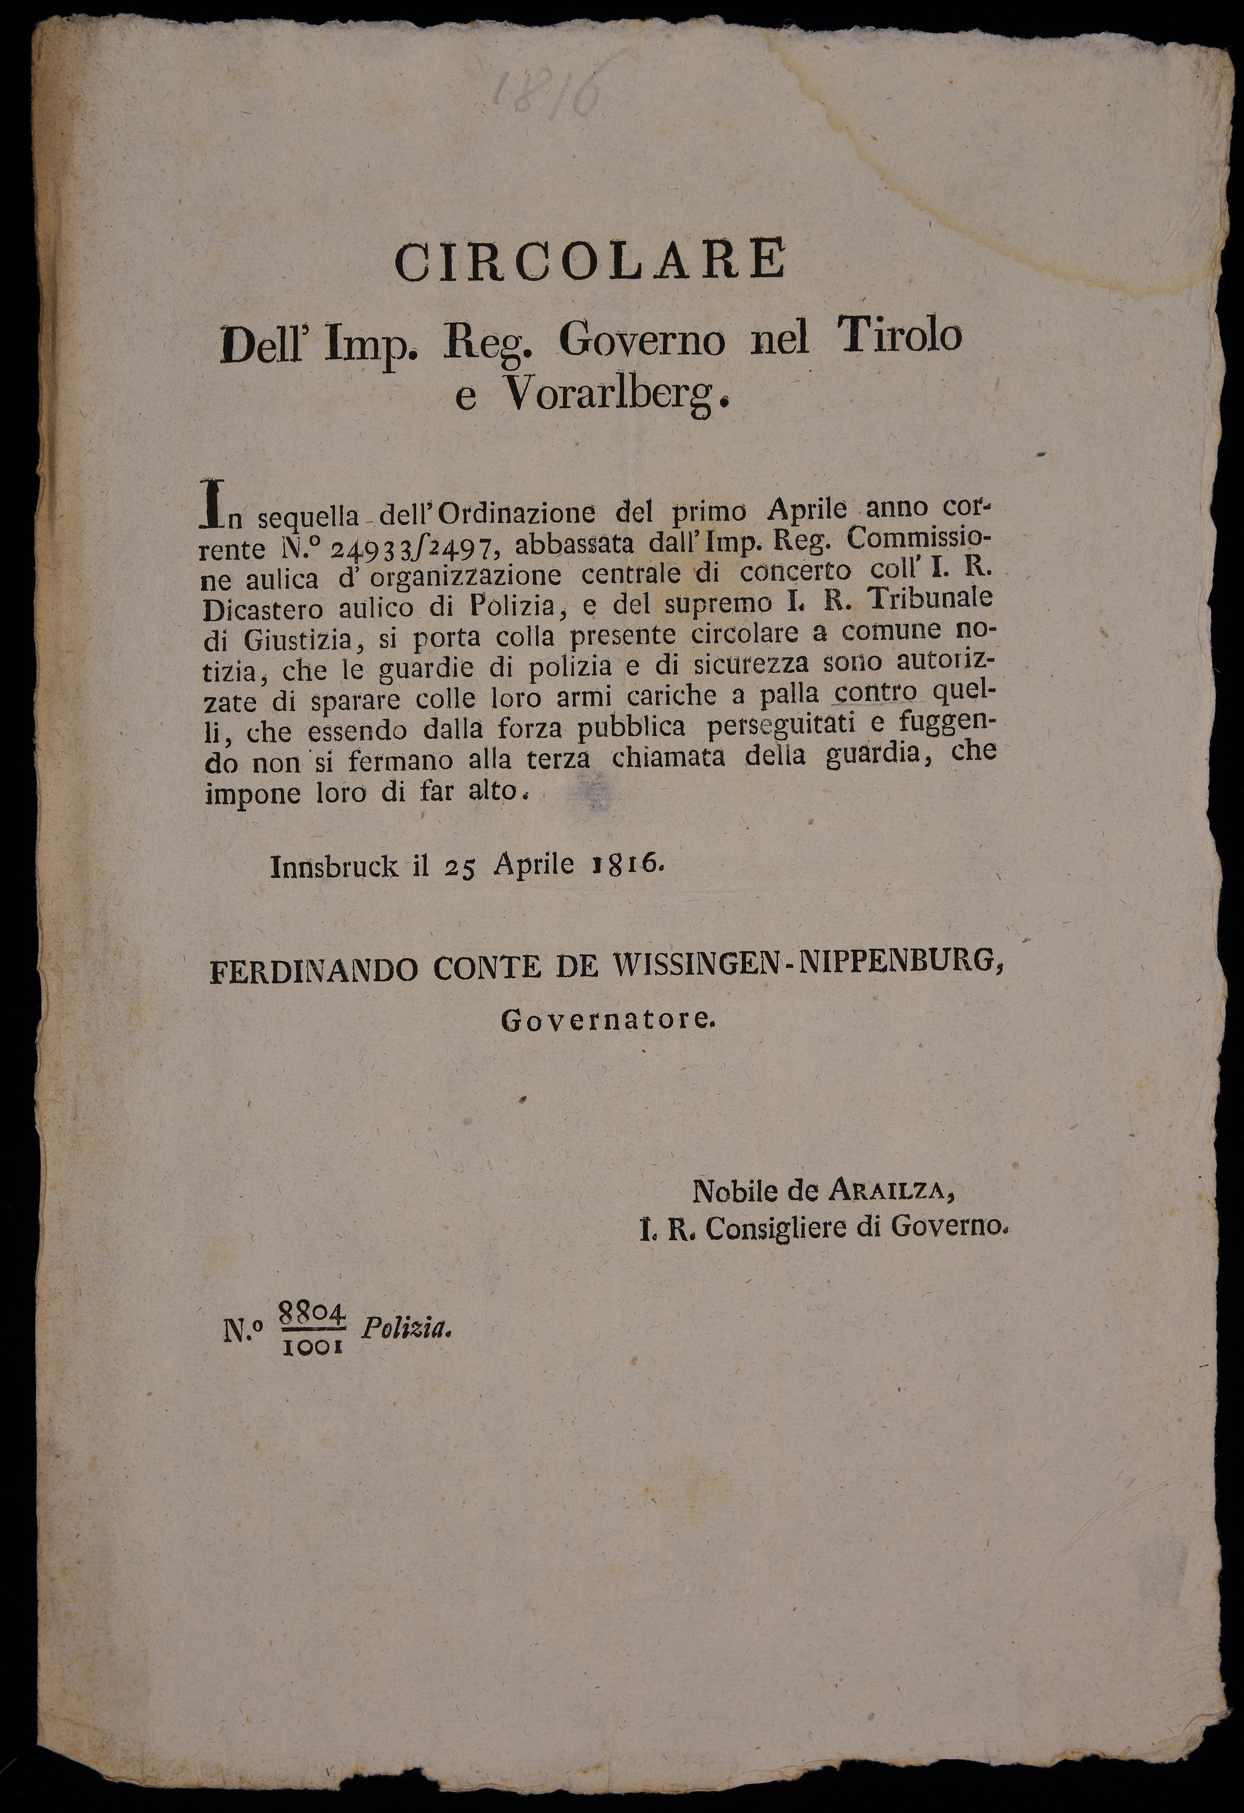 1816
CIRCOLARE
Dell' Imp. Reg. Governo nel Tirolo
e Vorarlberg.
In sequella dell' Ordinazione del primo Aprile anno cor-
rente N.º 24933/2497, abbassata dall' Imp. Reg. Commissio-
ne aulica d' organizzazione centrale di concerto coll' I. R.
Dicastero aulico di Polizia, e del supremo I. R. Tribunale
di Giustizia, si porta colla presente circolare a comune no-
tizia, che le guardie di polizia e di sicurezza sono autoriz-
zate di sparare colle loro armi cariche a palla contro quel-
li, che essendo dalla forza pubblica perseguitati e fuggen-
do non si fermano alla terza chiamata della guardia, che
impone loro di far alto.
Innsbruck il 25 Aprile 1816.
FERDINANDO CONTE DE WISSINGEN-NIPPENBURG,
Governatore.
Nobile de ARAILZA,
I. R. Consigliere di Governo.
N.º 8804/1001 Polizia.